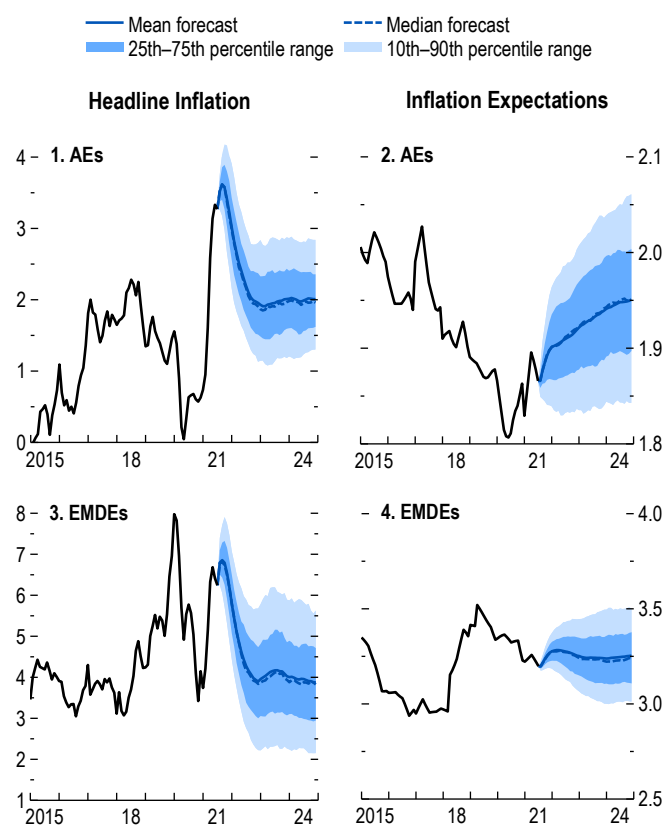 Mean forecast
Median forecast
25th–75th percentile range
10th–90th percentile range
Headline Inflation
Inflation Expectations
1. AEs
4
3
2
1
0
2015 18 21 24
2. AEs
2.1
2.0
1.9
1.8
2015 18 21 24
3. EMDEs
8
7
6
5
4
3
2
1
2015 18 21 24
4. EMDEs
4.0
3.5
3.0
2.5
2015 18 21 24